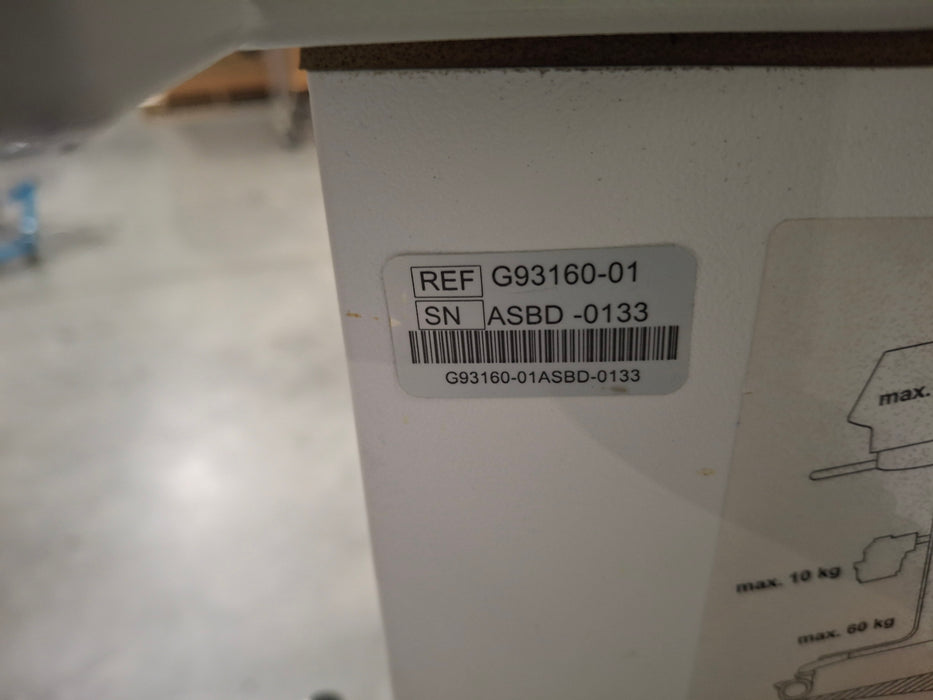 REF G93160-01
SN ASBD -0133
G93160-01ASBD-0133
max.
max. 10 kg
max. 60 kg